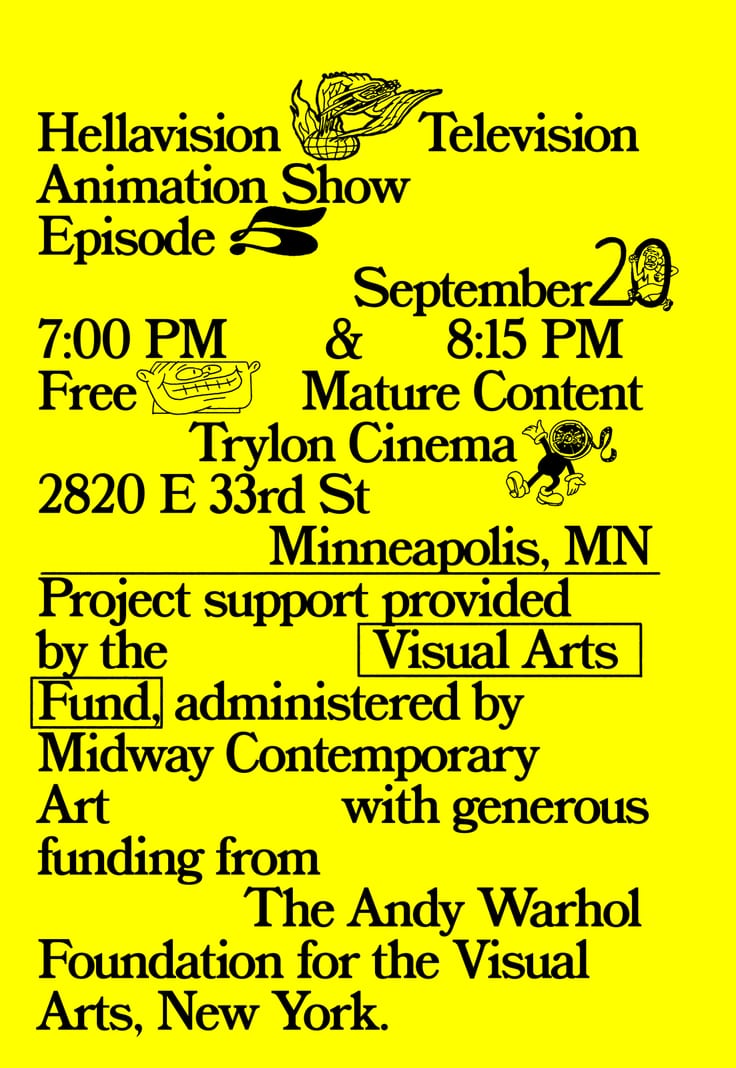 Hellavision Television
Animation Show
Episode 5
September 20
7:00 PM & 8:15 PM
Free Mature Content
Trylon Cinema
2820 E 33rd St
Minneapolis, MN
Project support provided
by the Visual Arts
Fund, administered by
Midway Contemporary
Art with generous
funding from
The Andy Warhol
Foundation for the Visual
Arts, New York.